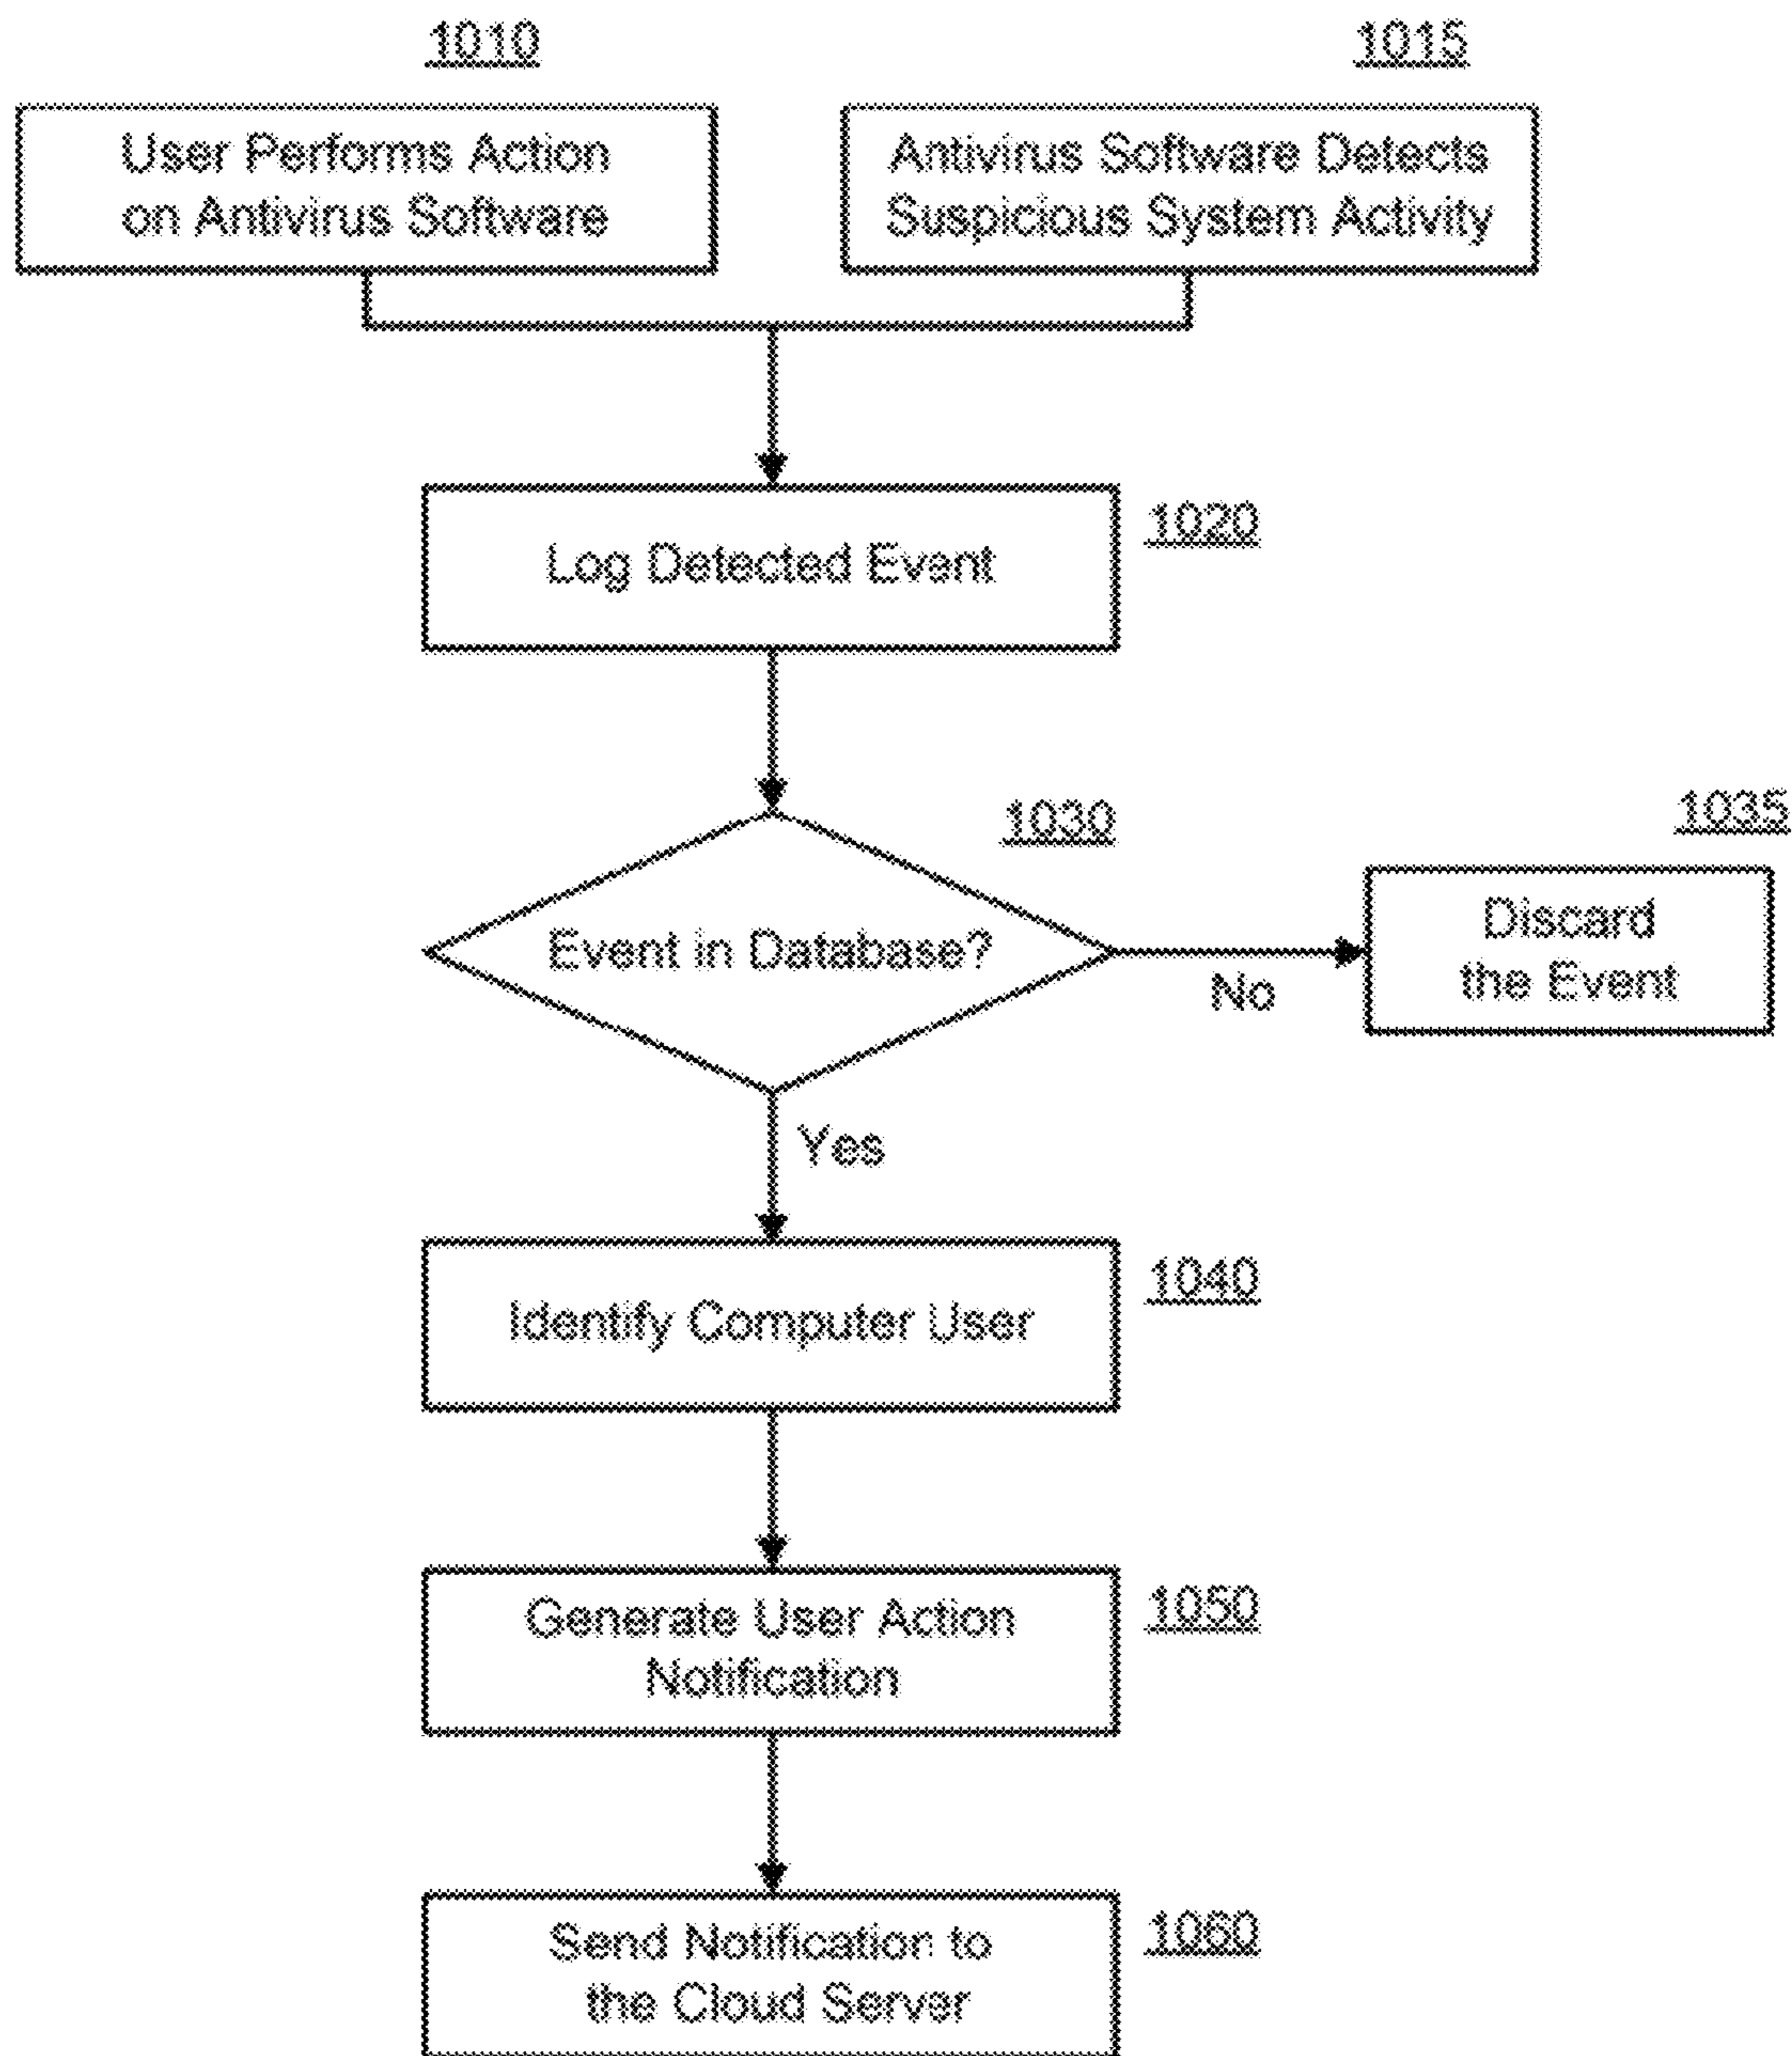 1010
1015
User Performs Action
on Antivirus Software
Antivirus Software Detects
Suspicious System Activity
Log Detected Event
1020
1030
Event in Database?
No
1035
Discard
the Event
Yes
Identify Computer User
1040
Generate User Action
Notification
1050
Send Notification to
the Cloud Server
1060